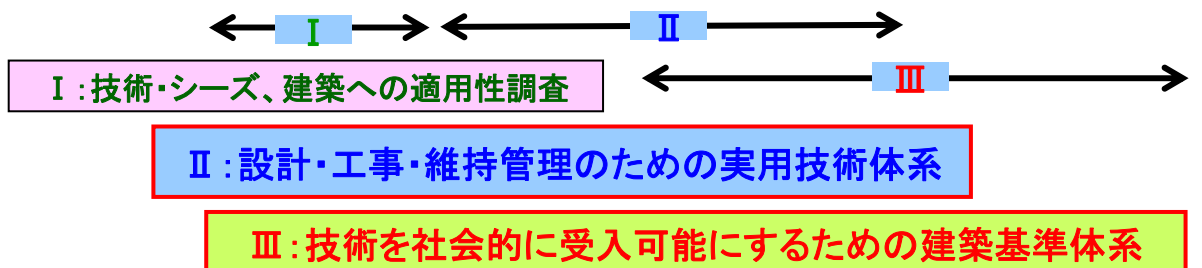 Ⅰ
Ⅱ
Ⅲ
Ⅰ：技術・シーズ、建築への適用性調査
Ⅱ：設計・工事・維持管理のための実用技術体系
Ⅲ：技術を社会的に受入可能にするための建築基準体系